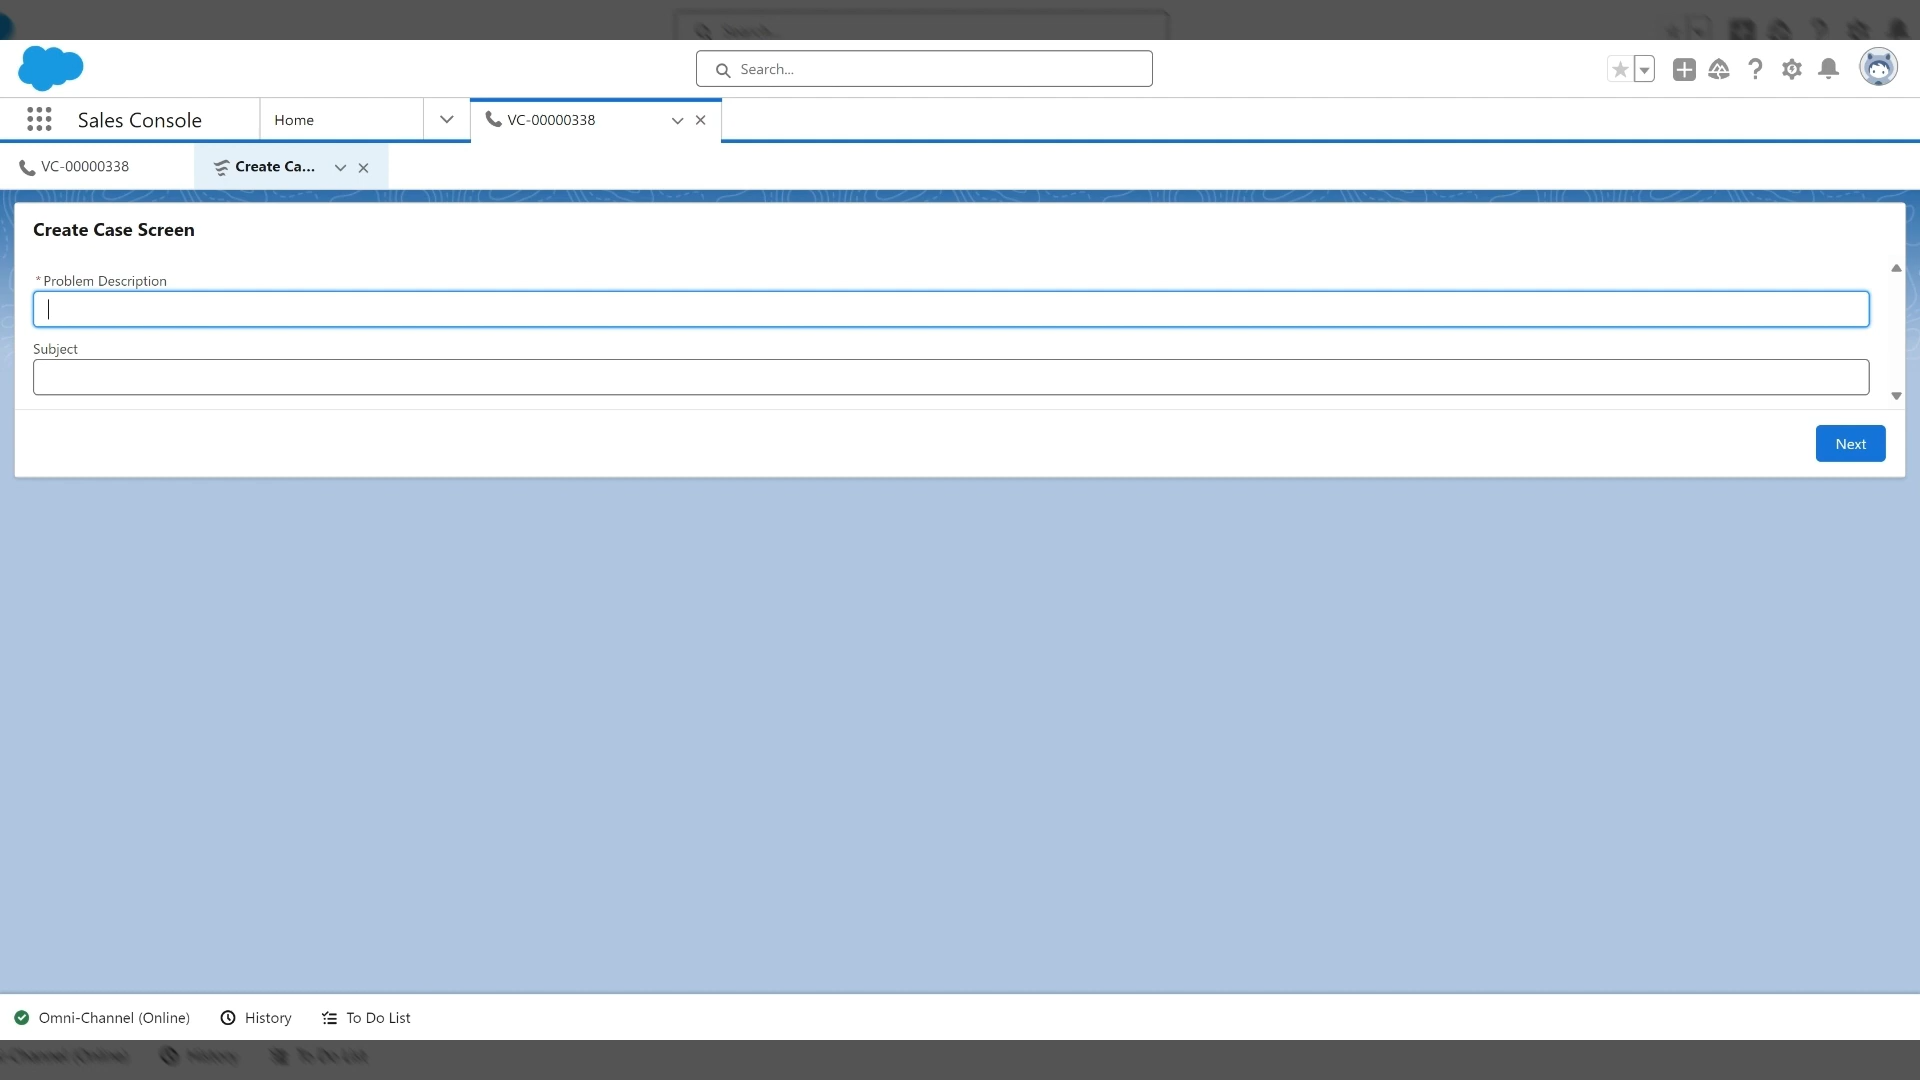 Search...
Sales Console
Home
VC-00000338
VC-00000338
Create Ca...
Create Case Screen
*Problem Description
Subject
Next
Omni-Channel (Online)
History
To Do List